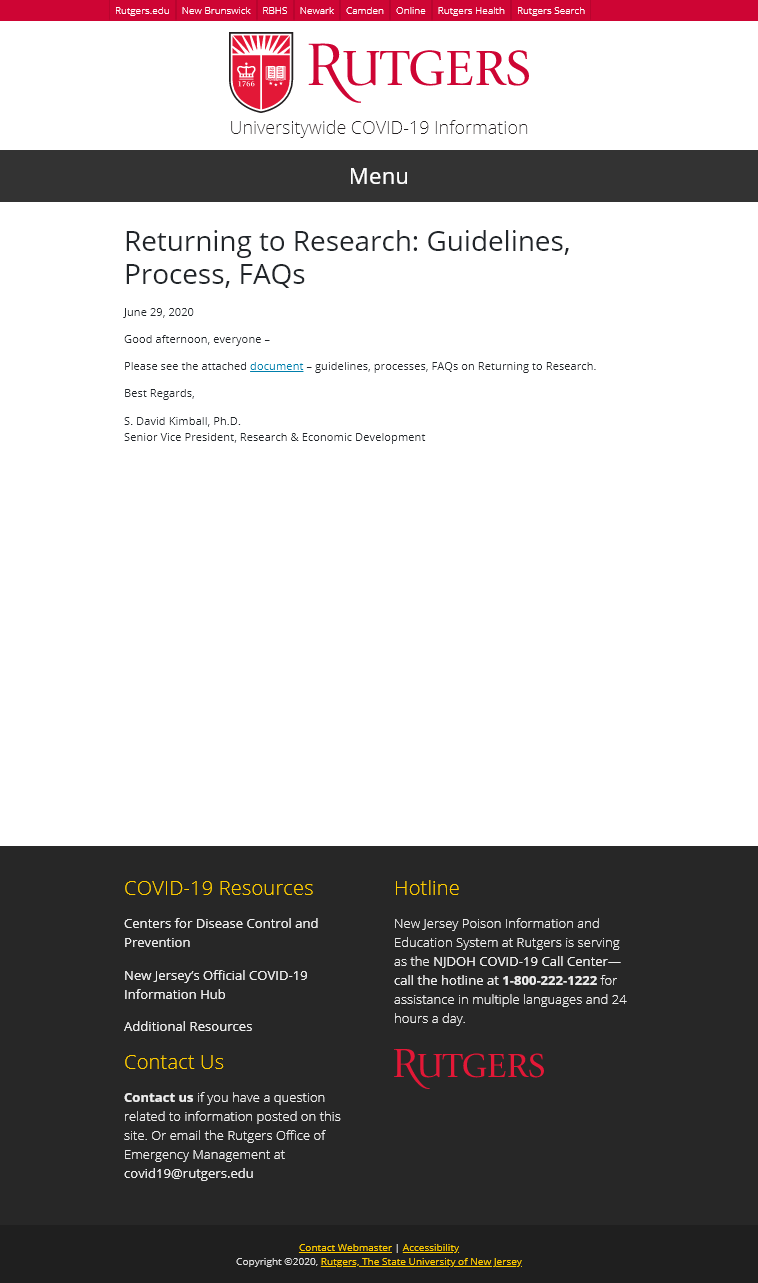 Rutgers.edu New Brunswick RBHS Newark Camden Online Rutgers Health Rutgers Search
1766
RUTGERS
Universitywide COVID-19 Information
Menu
Returning to Research: Guidelines,
Process, FAQs
June 29, 2020
Good afternoon, everyone –
Please see the attached document – guidelines, processes, FAQs on Returning to Research.
Best Regards,
S. David Kimball, Ph.D.
Senior Vice President, Research & Economic Development
COVID-19 Resources
Centers for Disease Control and
Prevention
New Jersey’s Official COVID-19
Information Hub
Additional Resources
Contact Us
Contact us if you have a question
related to information posted on this
site. Or email the Rutgers Office of
Emergency Management at
covid19@rutgers.edu
Hotline
New Jersey Poison Information and
Education System at Rutgers is serving
as the NJDOH COVID-19 Call Center—
call the hotline at 1-800-222-1222 for
assistance in multiple languages and 24
hours a day.
RUTGERS
Contact Webmaster | Accessibility
Copyright ©2020, Rutgers, The State University of New Jersey